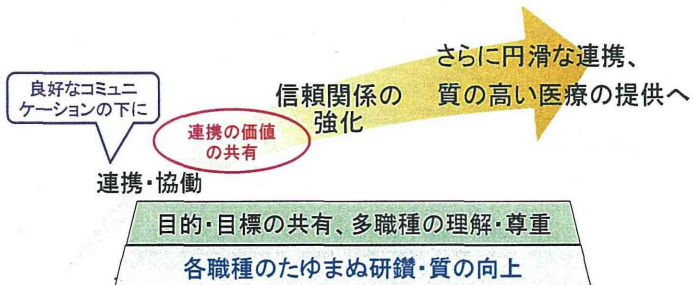 さらに円滑な連携、
質の高い医療の提供へ
信頼関係の
強化
良好なコミュニ
ケーションの下に
連携の価値
の共有
連携・協働
目的・目標の共有、多職種の理解・尊重
各職種のたゆまぬ研鑽・質の向上